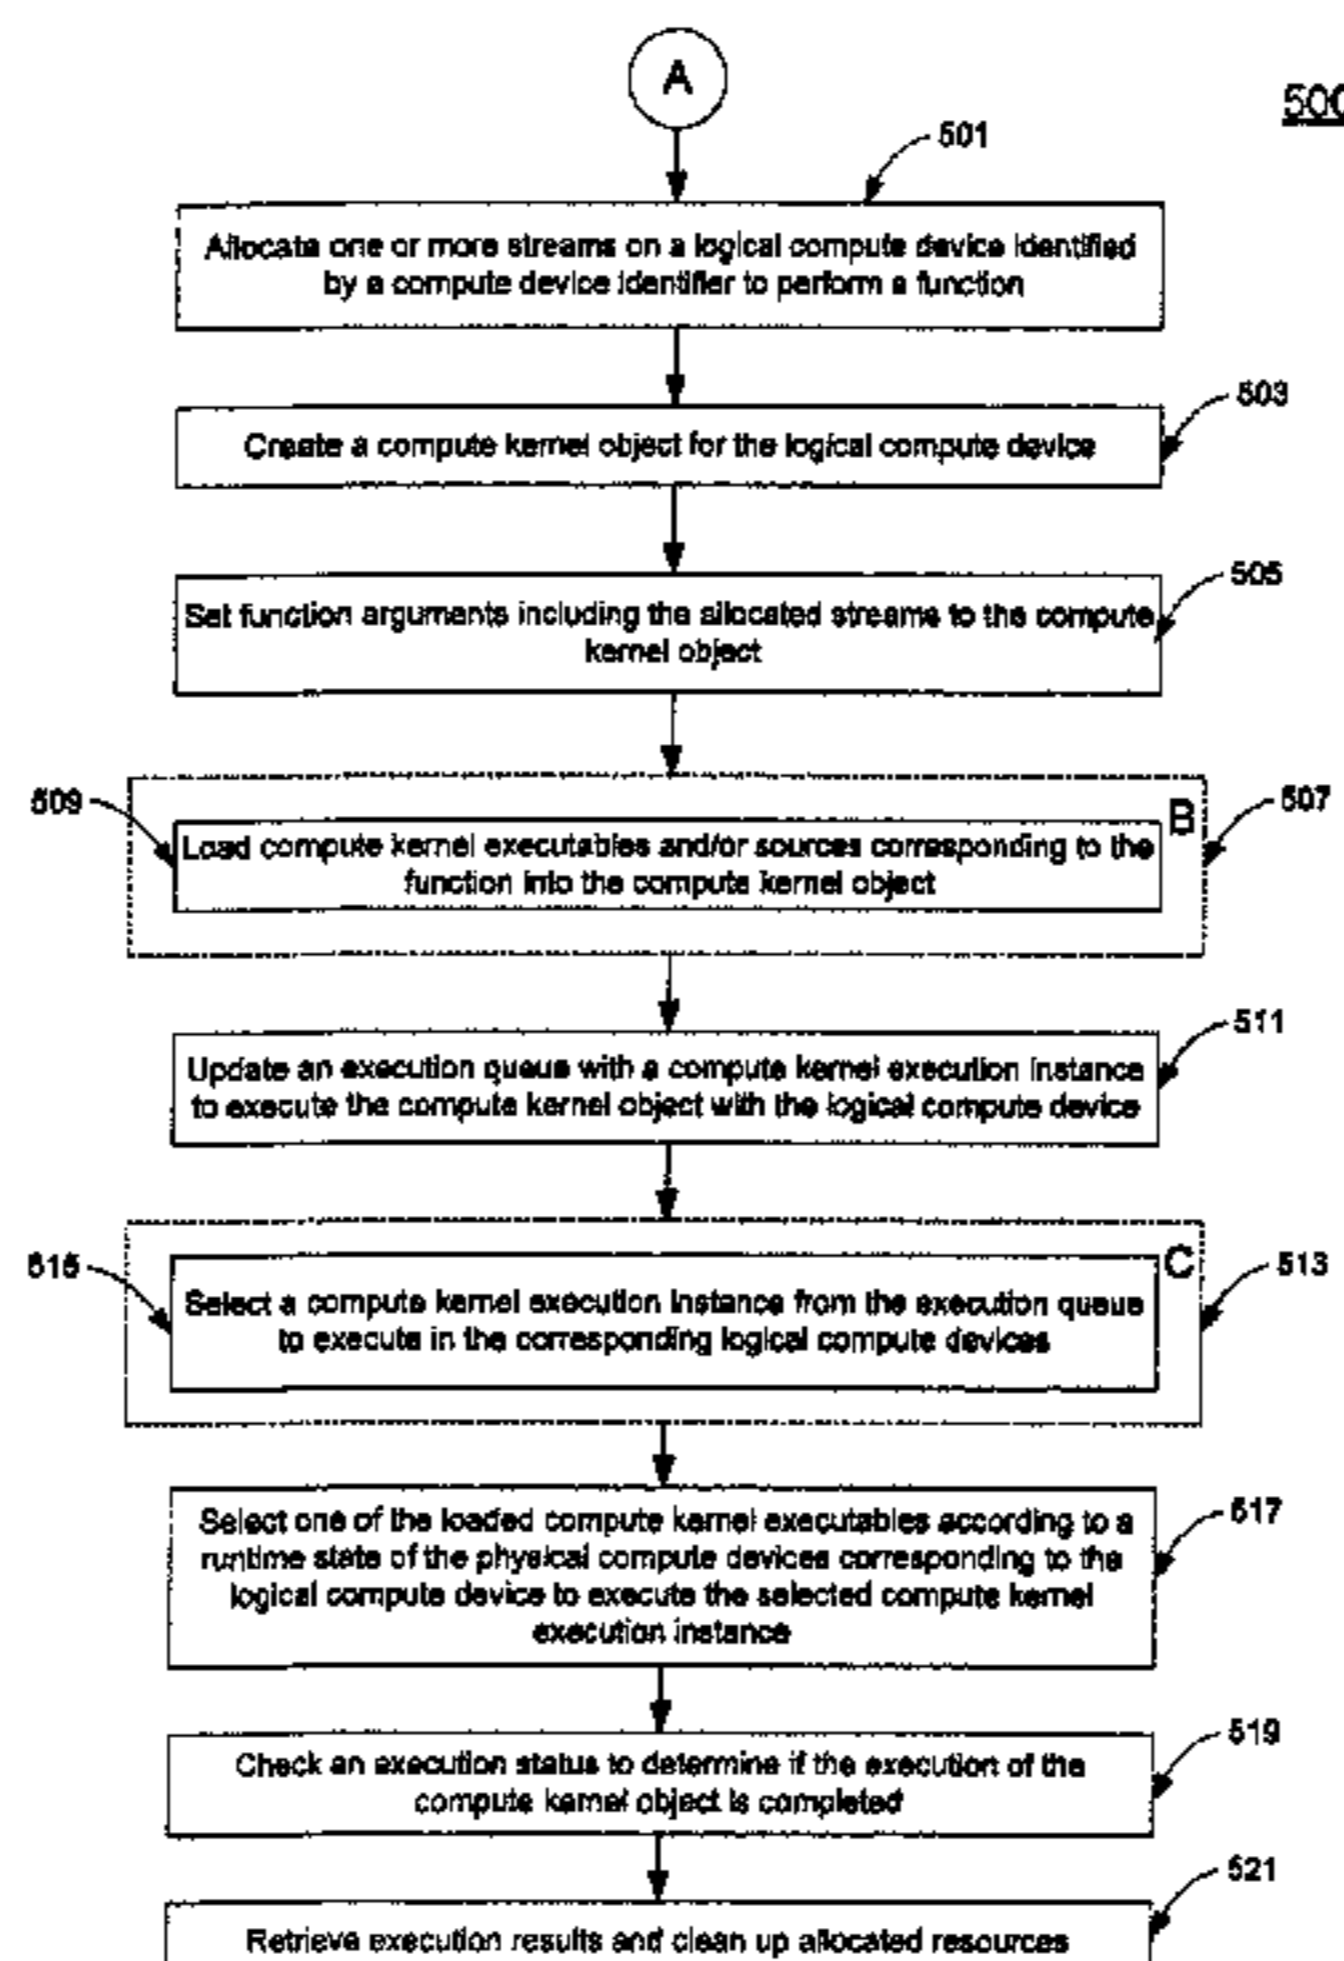 A
500
501
Allocate one or more streams on a logical compute device identified
by a compute device identifier to perform a function
503
Create a compute kernel object for the logical compute device
505
Set function arguments including the allocated streams to the compute
kernel object
509
B
507
Load compute kernel executables and/or sources corresponding to the
function into the compute kernel object
511
Update an execution queue with a compute kernel execution instance
to execute the compute kernel object with the logical compute device
515
C
513
Select a compute kernel execution instance from the execution queue
to execute in the corresponding logical compute devices
517
Select one of the loaded compute kernel executables according to a
runtime state of the physical compute devices corresponding to the
logical compute device to execute the selected compute kernel
execution instance
519
Check an execution status to determine if the execution of the
compute kernel object is completed
521
Retrieve execution results and clean up allocated resources